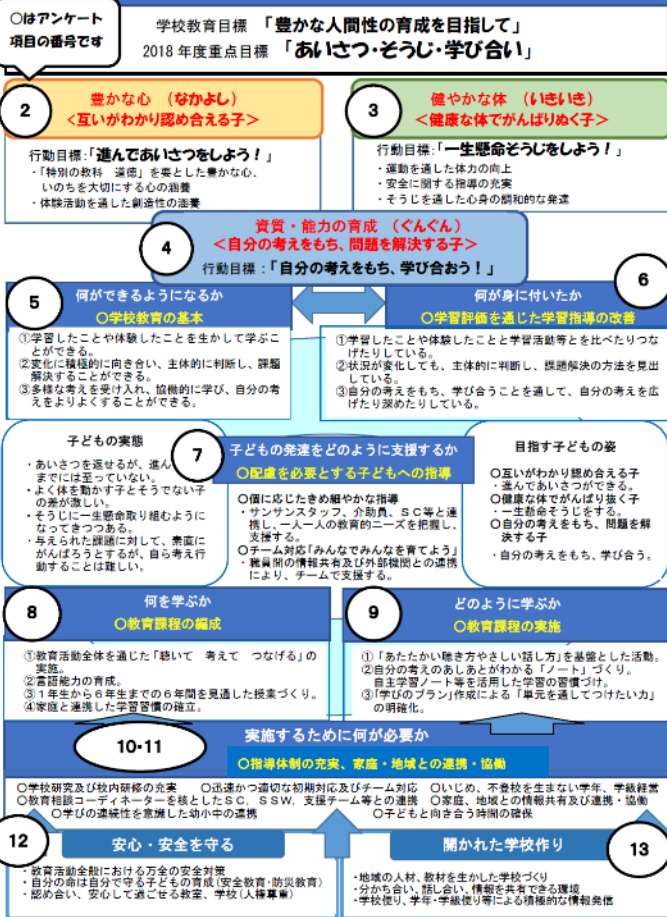 ○はアンケート
項目の番号です
学校教育目標 「豊かな人間性の育成を目指して」
2018年度重点目標 「あいさつ・そうじ・学び合い」
2
豊かな心 （なかよし）
＜互いがわかり認め合える子＞
行動目標：「進んであいさつをしよう！」
・「特別の教科 道徳」を要とした豊かな心、
いのちを大切にする心の涵養
・体験活動を通した創造性の涵養
3
健やかな体 （いきいき）
＜健康な体でがんばりぬく子＞
行動目標：「一生懸命そうじをしよう！」
・運動を通した体力の向上
・安全に関する指導の充実
・そうじを通した心身の調和的な発達
4
資質・能力の育成 （ぐんぐん）
＜自分の考えをもち、問題を解決する子＞
行動目標：「自分の考えをもち、学び合おう！」
5
何ができるようになるか
○学校教育の基本
①学習したことや体験したことを生かして学ぶこ
とができる。
②変化に積極的に向き合い、主体的に判断し、課題
解決することができる。
③多様な考えを受け入れ、協働的に学び、自分の考
えをよりよくすることができる。
6
何が身に付いたか
○学習評価を通じた学習指導の改善
①学習したことや体験したことと学習活動等とを比べたりつな
げたりしている。
②状況が変化しても、主体的に判断し、課題解決の方法を見出
している。
③自分の考えをもち、学び合うことを通して、自分の考えを広
げたり深めたりしている。
子どもの実態
・あいさつを返せるが、進ん
までには至っていない。
・よく体を動かす子とそうでない子
の差が激しい。
・そうじに一生懸命取り組むように
なってきつつある。
・与えられた課題に対して、素直に
がんばろうとするが、自ら考え行
動することは難しい。
7
子どもの発達をどのように支援するか
○配慮を必要とする子どもへの指導
○個に応じたきめ細やかな指導
・サンサンスタッフ、介助員、ＳＣ等と連
携し、一人一人の教育的ニーズを把握し、
支援する。
○チーム対応「みんなでみんなを育てよう」
・職員間の情報共有及び外部機関との連携
により、チームで支援する。
目指す子どもの姿
○互いがわかり認め合える子
・進んであいさつができる。
○健康な体でがんばり抜く子
・一生懸命そうじをする。
○自分の考えをもち、問題を解
決する子
・自分の考えをもち、学び合う。
8
何を学ぶか
○教育課程の編成
①教育活動全体を通じた「聴いて 考えて つなげる」の
実施。
②言語能力の育成。
③１年生から６年生までの６年間を見通した授業づくり。
④家庭と連携した学習習慣の確立。
9
どのように学ぶか
○教育課程の実施
①「あたたかい聴き方やさしい話し方」を基盤とした活動。
②自分の考えのあしあとがわかる「ノート」づくり。
自主学習ノート等を活用した学習の習慣づけ。
③「学びのプラン」作成による「単元を通してつけたい力」
の明確化。
10・11
実施するために何が必要か
○指導体制の充実、家庭・地域との連携・協働
○学校研究及び校内研修の充実 ○迅速かつ適切な初期対応及びチーム対応 ○いじめ、不登校を生まない学年、学級経営
○教育相談コーディネーターを核としたＳＣ、ＳＳＷ、支援チーム等との連携 ○家庭、地域との情報共有及び連携・協働
○学びの連続性を意識した幼小中の連携 ○子どもと向き合う時間の確保
12
安心・安全を守る
・教育活動全般における万全の安全対策
・自分の命は自分で守る子どもの育成（安全教育・防災教育）
・認め合い、安心して過ごせる教室、学校（人権尊重）
13
開かれた学校作り
・地域の人材、教材を生かした学校づくり
・分かち合い、話し合い、情報を共有できる環境
・学校便り、学年・学級便り等による積極的な情報発信